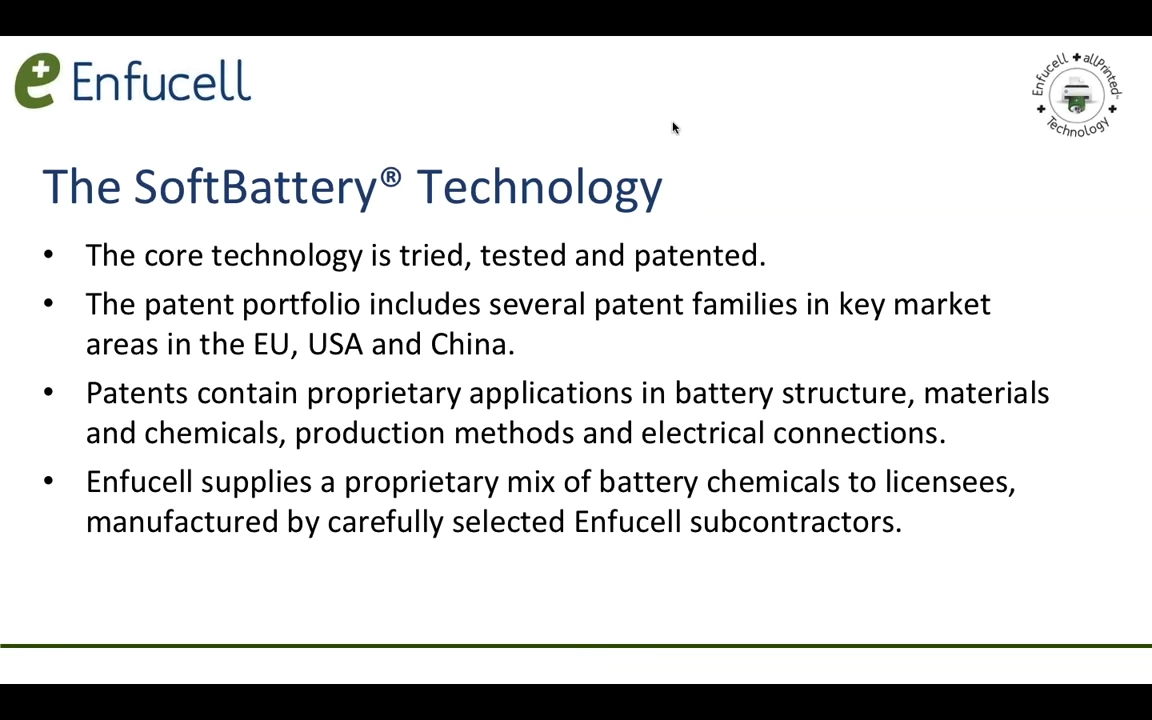 Enfucell
Enfucell + allPrinted™
+ Technology +
The SoftBattery® Technology
• The core technology is tried, tested and patented.
• The patent portfolio includes several patent families in key market
areas in the EU, USA and China.
• Patents contain proprietary applications in battery structure, materials
and chemicals, production methods and electrical connections.
• Enfucell supplies a proprietary mix of battery chemicals to licensees,
manufactured by carefully selected Enfucell subcontractors.